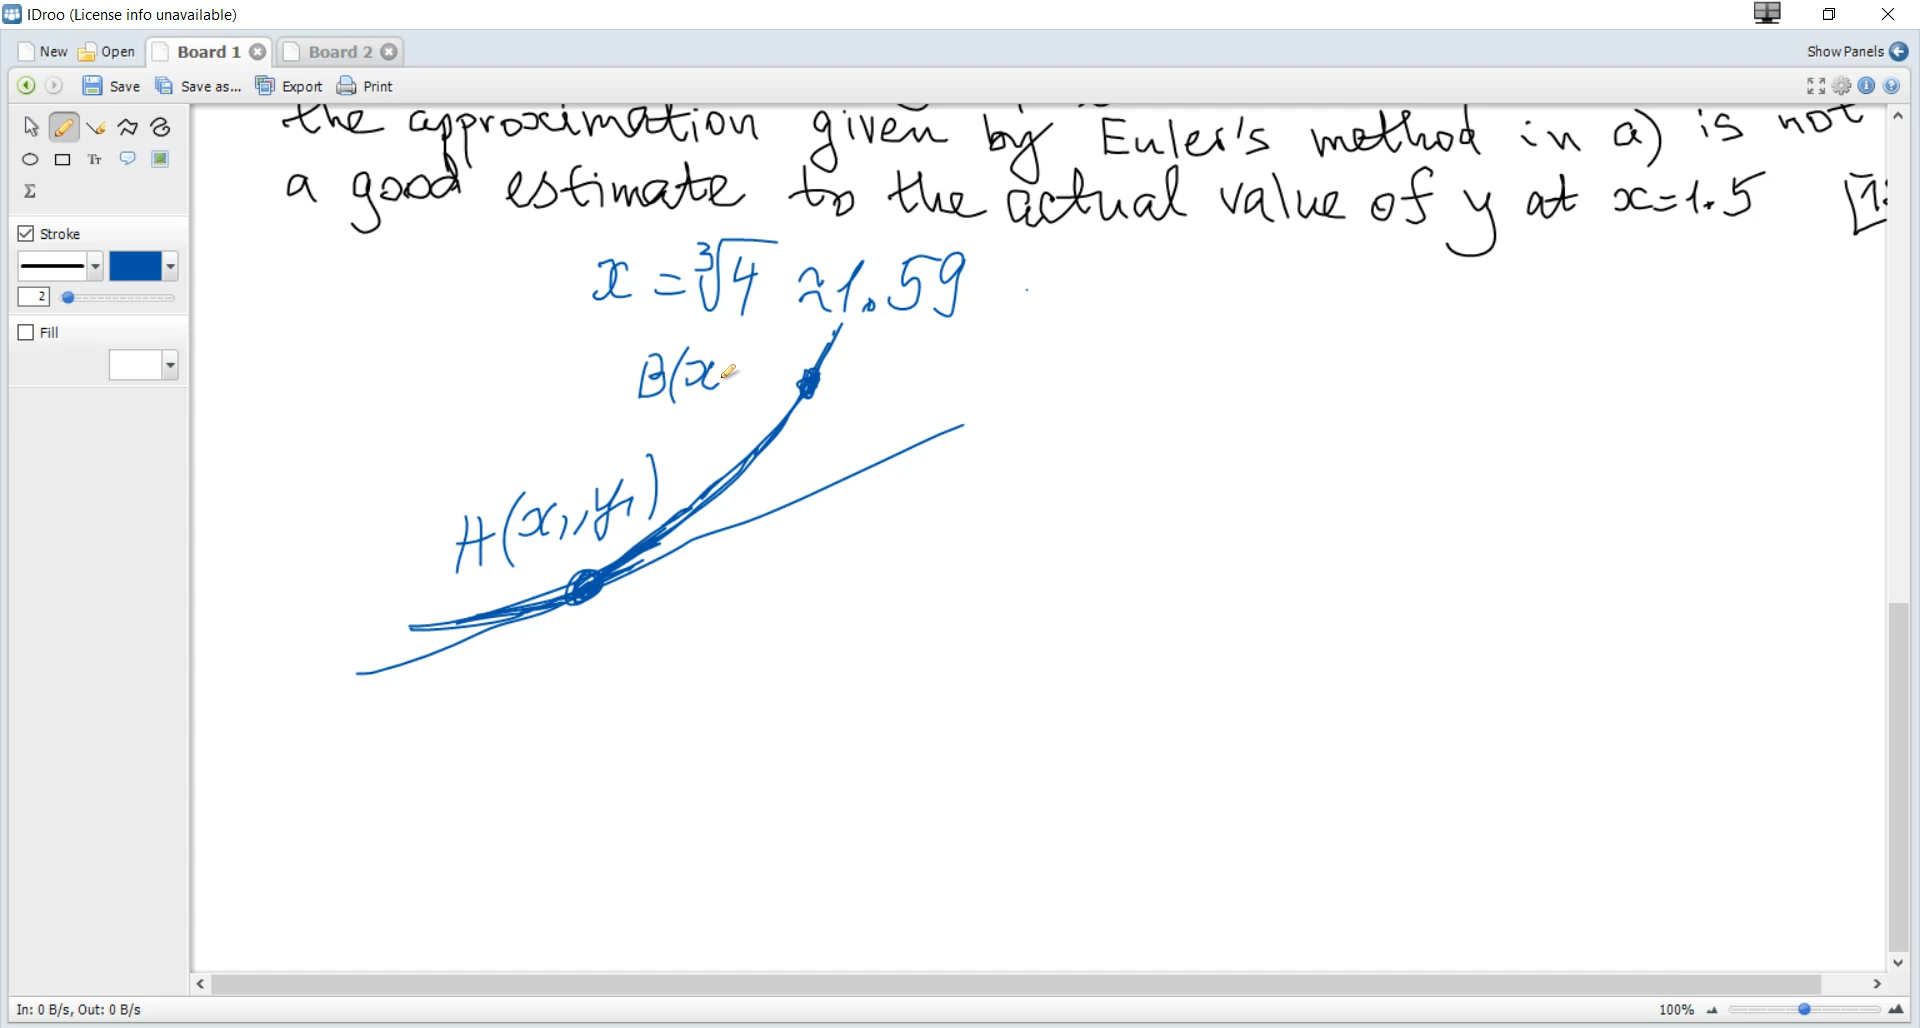 IDroo (License info unavailable)
New Open Board 1 Board 2 Show Panels
Save Save as... Export Print
Tт
Σ
Stroke
2
Fill
the approximation given by Euler's method in a) is not
a good estimate to the actual value of y at x=1.5
x = ∛4 ≈1.59
B(x
H(x₁,y₁)
In: 0 B/s, Out: 0 B/s 100%